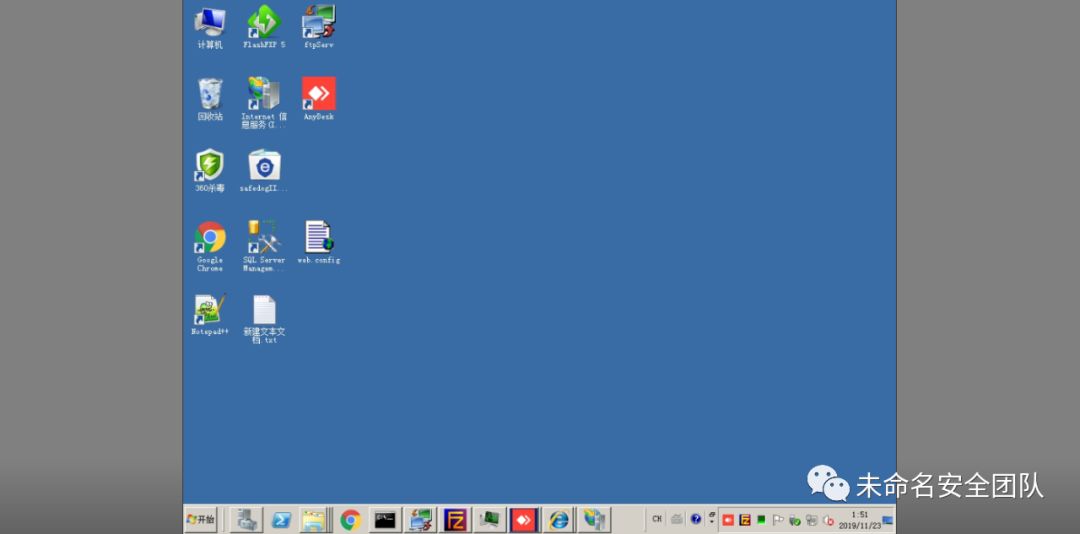 计算机
FlashFXP 5
ftpServ
回收站
Internet 信
息服务(I...
AnyDesk
360杀毒
safedogII...
Google
Chrome
SQL Server
Managem...
web.config
Notepad++
新建文本文
档.txt
未命名安全团队
开始
CH
1:51
2019/11/23